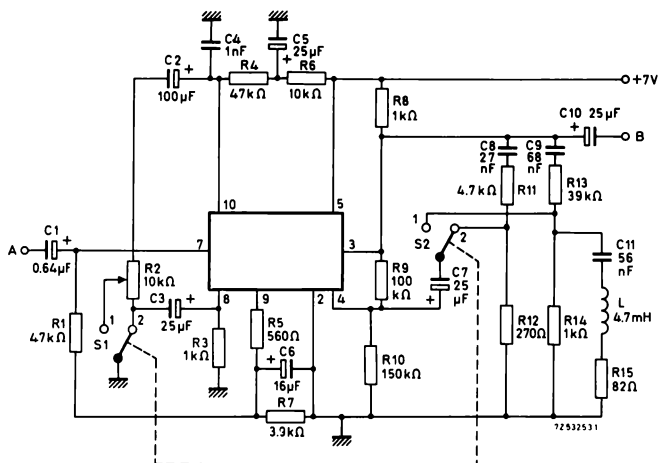 C4
1nF
C5
25µF
C2
100µF
R4
47kΩ
R6
10kΩ
+7V
R8
1kΩ
C10 25µF
B
C8
27
nF
C9
68
nF
4.7kΩ
R11
R13
39kΩ
10
5
7
3
A
C1
0.64µF
1
S2
2
C11
56
nF
R2
10kΩ
R9
100
kΩ
C7
25
µF
8
9
2
4
C3
25µF
1
2
S1
R1
47kΩ
R3
1kΩ
R5
560Ω
C6
16µF
R10
150kΩ
R12
270Ω
R14
1kΩ
L
4.7mH
R15
82Ω
R7
3.9kΩ
7Z532531